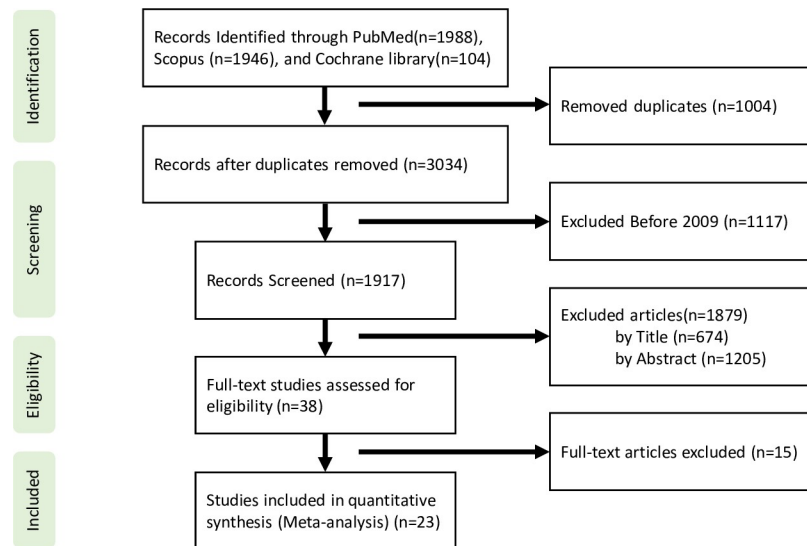 Identification
Records Identified through PubMed(n=1988),
Scopus (n=1946), and Cochrane library(n=104)
Removed duplicates (n=1004)
Records after duplicates removed (n=3034)
Screening
Excluded Before 2009 (n=1117)
Records Screened (n=1917)
Excluded articles(n=1879)
by Title (n=674)
by Abstract (n=1205)
Eligibility
Full-text studies assessed for
eligibility (n=38)
Full-text articles excluded (n=15)
Included
Studies included in quantitative
synthesis (Meta-analysis) (n=23)